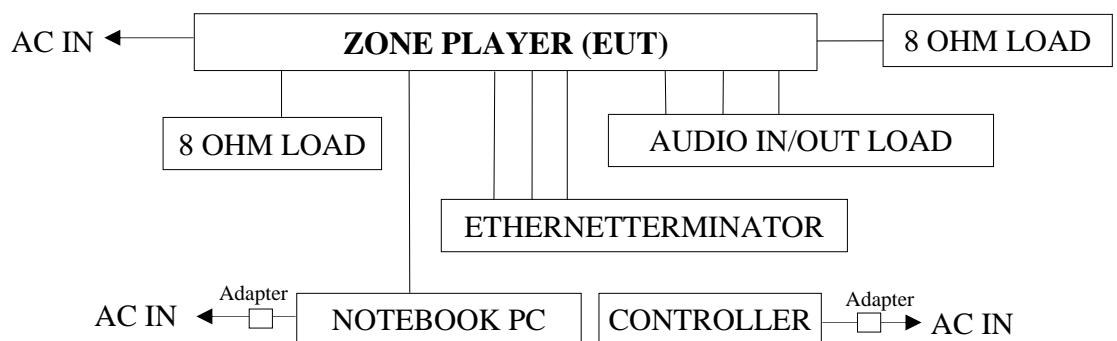 AC IN
ZONE PLAYER (EUT)
8 OHM LOAD
8 OHM LOAD
AUDIO IN/OUT LOAD
ETHERNETTERMINATOR
AC IN
Adapter
NOTEBOOK PC
CONTROLLER
Adapter
AC IN